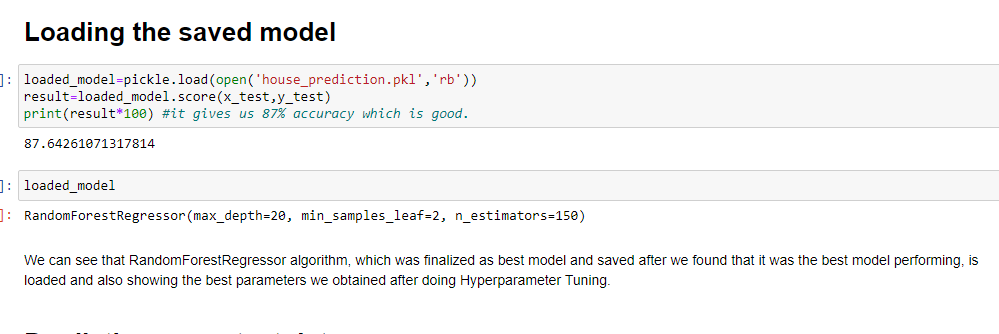 Loading the saved model
]: loaded_model=pickle.load(open('house_prediction.pkl','rb'))
result=loaded_model.score(x_test,y_test)
print(result*100) #it gives us 87% accuracy which is good.
87.64261071317814
]: loaded_model
]: RandomForestRegressor(max_depth=20, min_samples_leaf=2, n_estimators=150)
We can see that RandomForestRegressor algorithm, which was finalized as best model and saved after we found that it was the best model performing, is
loaded and also showing the best parameters we obtained after doing Hyperparameter Tuning.